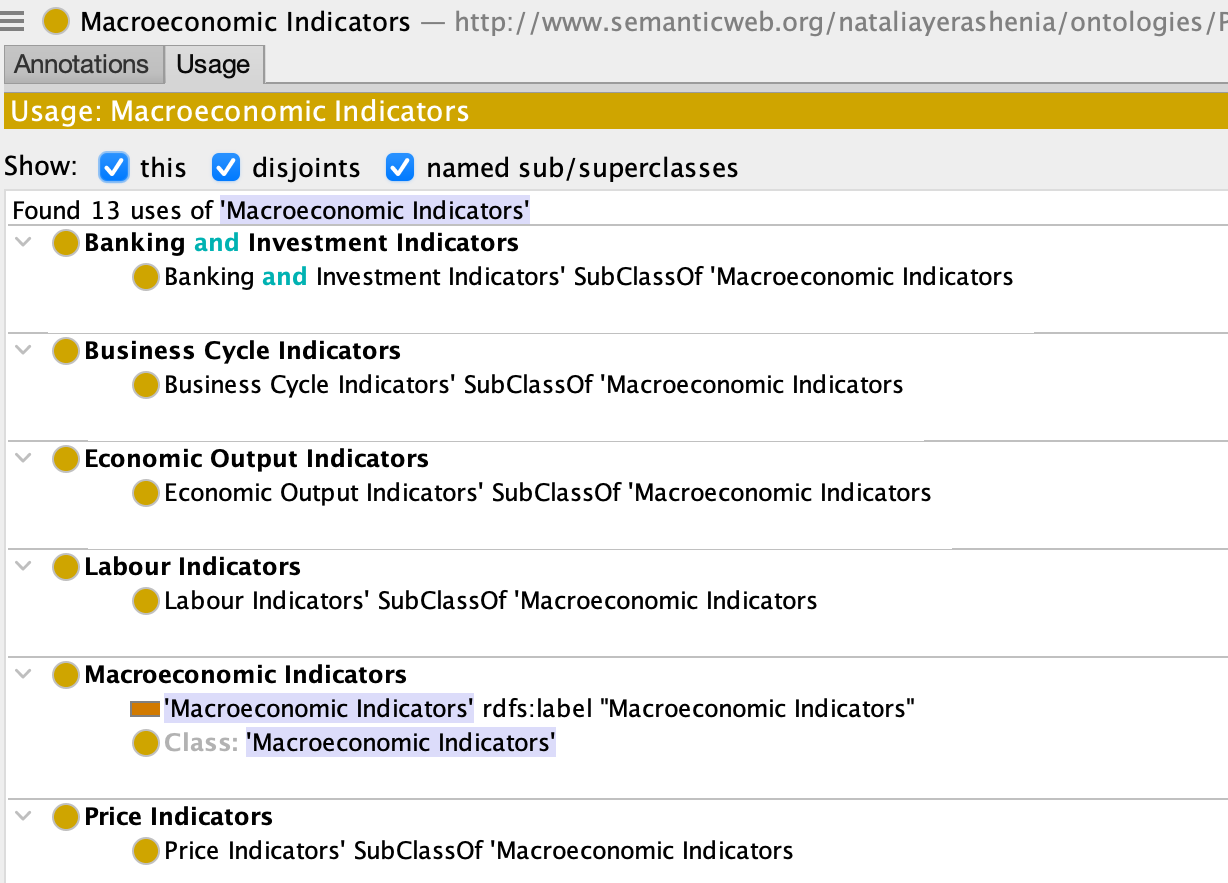 Macroeconomic Indicators — http://www.semanticweb.org/nataliayerashenia/ontologies/
Annotations Usage
Usage: Macroeconomic Indicators
Show: this disjoints named sub/superclasses
Found 13 uses of 'Macroeconomic Indicators'
Banking and Investment Indicators
Banking and Investment Indicators' SubClassOf 'Macroeconomic Indicators
Business Cycle Indicators
Business Cycle Indicators' SubClassOf 'Macroeconomic Indicators
Economic Output Indicators
Economic Output Indicators' SubClassOf 'Macroeconomic Indicators
Labour Indicators
Labour Indicators' SubClassOf 'Macroeconomic Indicators
Macroeconomic Indicators
'Macroeconomic Indicators' rdfs:label "Macroeconomic Indicators"
Class: 'Macroeconomic Indicators'
Price Indicators
Price Indicators' SubClassOf 'Macroeconomic Indicators